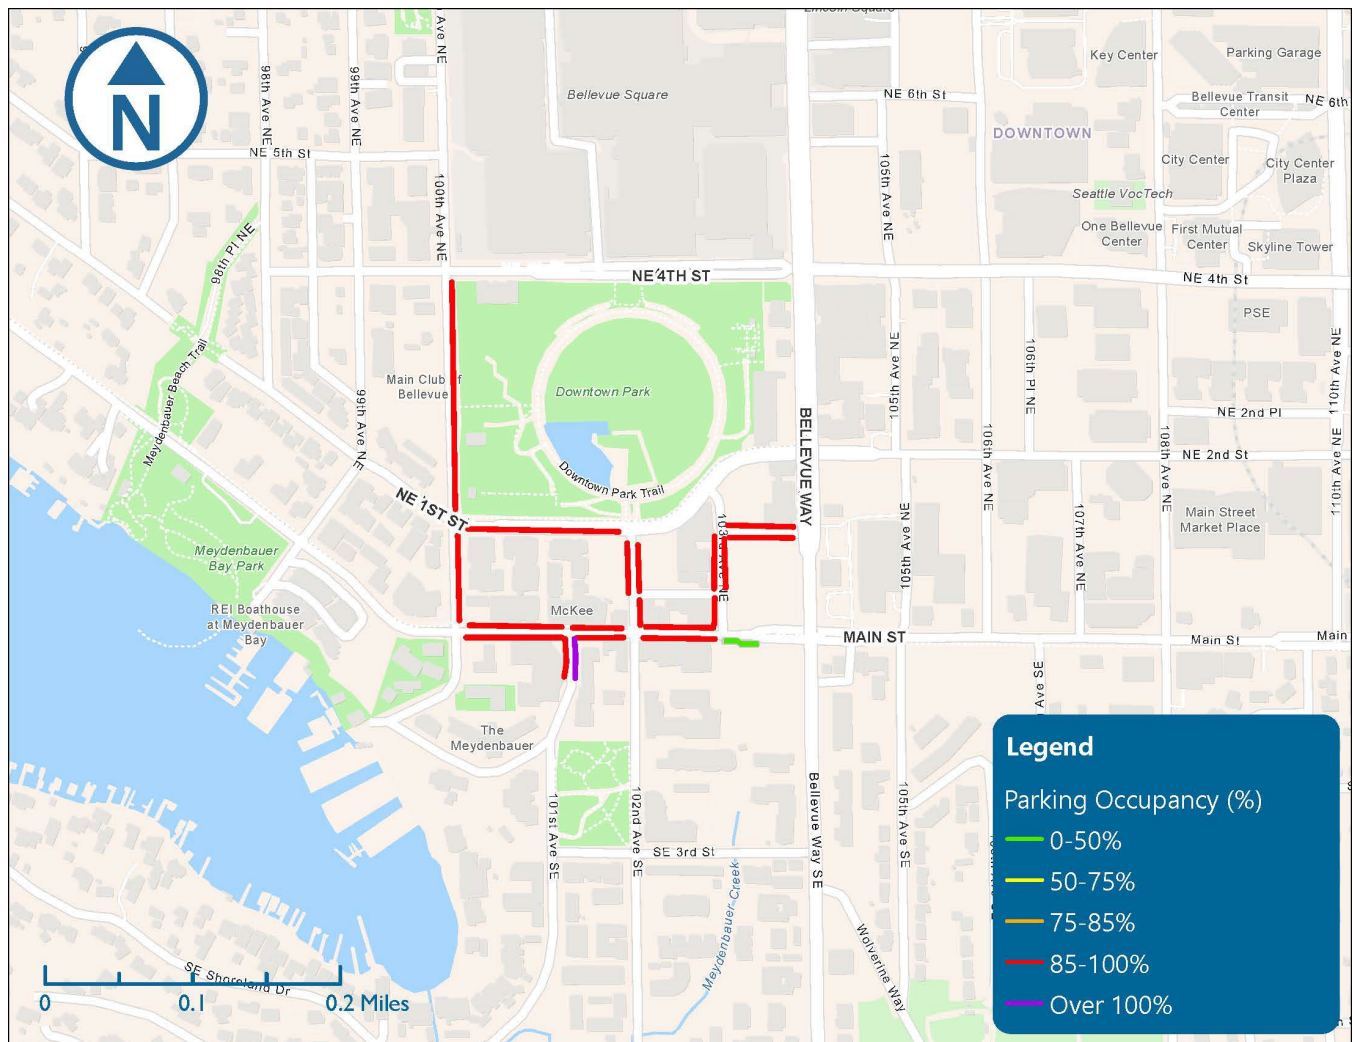 Lincoln Square
Key Center
Parking Garage
N
98th Ave NE
99th Ave NE
Ave NE
Bellevue Square
NE 6th St
Bellevue Transit
Center
NE 6th
DOWNTOWN
NE 5th St
City Center
City Center
Plaza
100th Ave NE
105th Ave NE
Seattle VocTech
98th Pl NE
One Bellevue
Center
First Mutual
Center
Skyline Tower
NE 4TH ST
NE 4th St
PSE
Meydenbauer Beach Trail
Main Club of
Bellevue
Downtown Park
105th Ave NE
106th Pl NE
110th Ave NE
99th Ave NE
BELLEVUE WAY
NE 2nd Pl
106th Ave NE
108th Ave NE
NE 2nd St
110th Ave NE
Downtown Park Trail
NE 1ST ST
103rd Ave NE
105th Ave NE
107th Ave NE
Main Street
Market Place
Meydenbauer
Bay Park
REI Boathouse
at Meydenbauer
Bay
McKee
MAIN ST
Main St
Main
Ave SE
The
Meydenbauer
101st Ave SE
102nd Ave SE
Bellevue Way SE
105th Ave SE
SE 3rd St
Meydenbauer Creek
Wolverine Way
SE Shoreland Dr
0
0.1
0.2 Miles
Legend
Parking Occupancy (%)
0-50%
50-75%
75-85%
85-100%
Over 100%